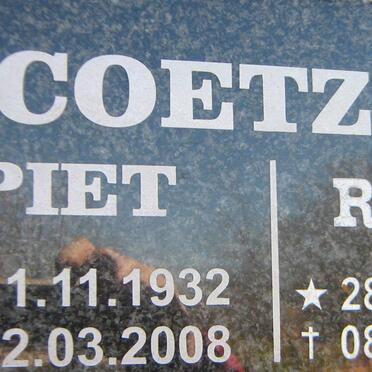 COETZ
PIET R
1.11.1932 ★ 28
2.03.2008 † 08